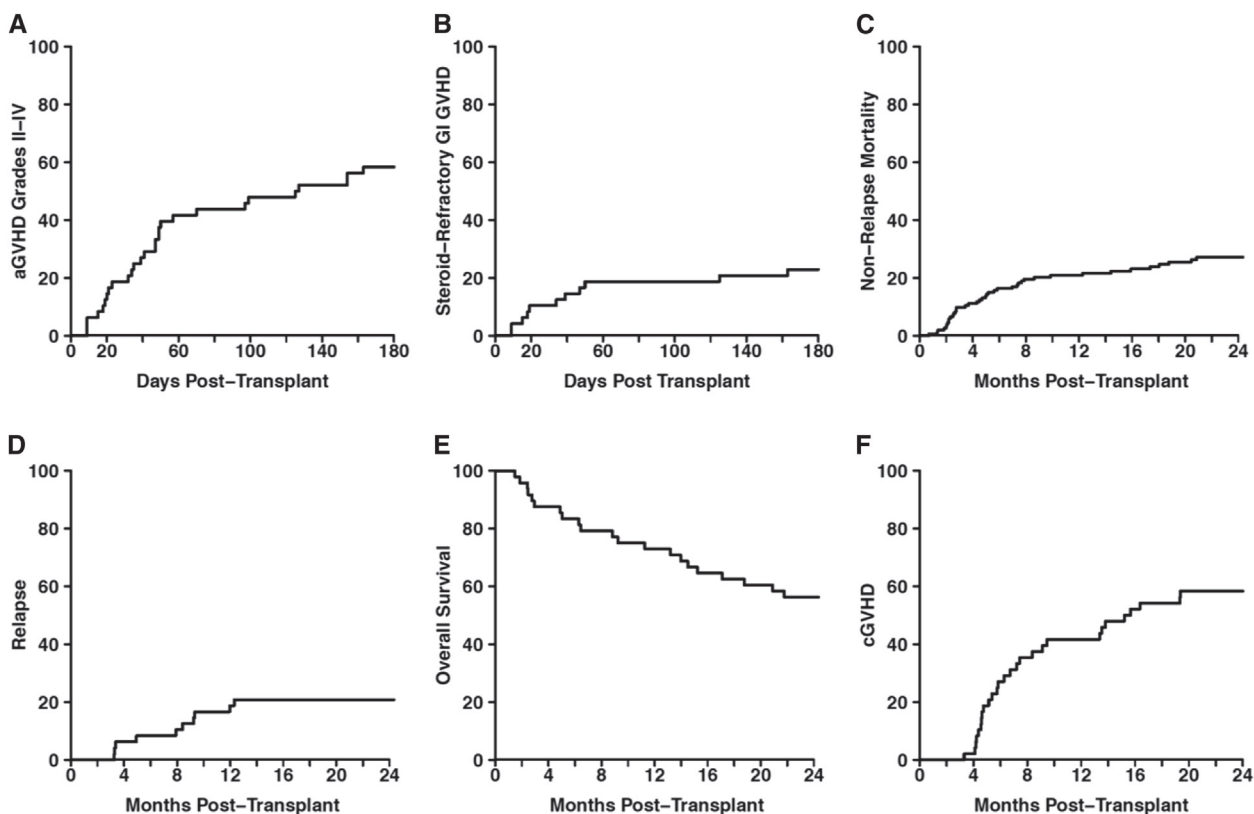 A
aGVHD Grades II–IV
100
80
60
40
20
0
0 20 60 100 140 180
Days Post–Transplant
B
Steroid–Refractory GI GVHD
100
80
60
40
20
0
0 20 60 100 140 180
Days Post Transplant
C
Non–Relapse Mortality
100
80
60
40
20
0
0 4 8 12 16 20 24
Months Post–Transplant
D
Relapse
100
80
60
40
20
0
0 4 8 12 16 20 24
Months Post–Transplant
E
Overall Survival
100
80
60
40
20
0
0 4 8 12 16 20 24
Months Post–Transplant
F
cGVHD
100
80
60
40
20
0
0 4 8 12 16 20 24
Months Post–Transplant